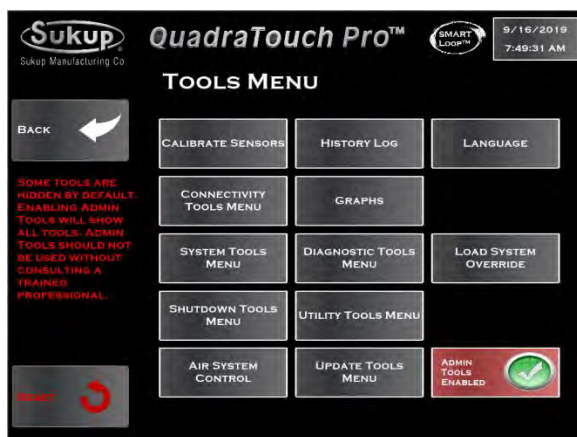 Sukup
Sukup Manufacturing Co.
QuadraTouch Pro™
SMART
LOOP™
9/16/2019
7:49:31 AM
TOOLS MENU
BACK
SOME TOOLS ARE
HIDDEN BY DEFAULT.
ENABLING ADMIN
TOOLS WILL SHOW
ALL TOOLS. ADMIN
TOOLS SHOULD NOT
BE USED WITHOUT
CONSULTING A
TRAINED
PROFESSIONAL.
RESET
CALIBRATE SENSORS
HISTORY LOG
LANGUAGE
CONNECTIVITY
TOOLS MENU
GRAPHS
SYSTEM TOOLS
MENU
DIAGNOSTIC TOOLS
MENU
LOAD SYSTEM
OVERRIDE
SHUTDOWN TOOLS
MENU
UTILITY TOOLS MENU
AIR SYSTEM
CONTROL
UPDATE TOOLS
MENU
ADMIN
TOOLS
ENABLED